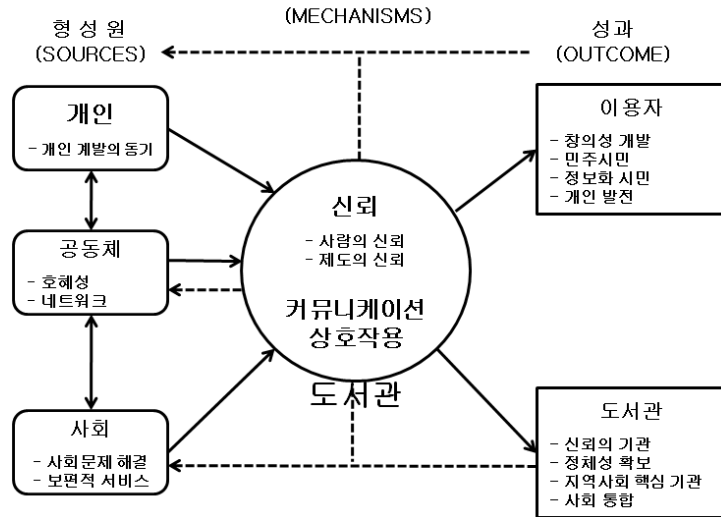 (MECHANISMS)
형성원
(SOURCES)
성과
(OUTCOME)
개인
- 개인 계발의 동기
공동체
- 호혜성
- 네트워크
사회
- 사회문제 해결
- 보편적 서비스
신뢰
- 사람의 신뢰
- 제도의 신뢰
커뮤니케이션
상호작용
도서관
이용자
- 창의성 개발
- 민주시민
- 정보화 시민
- 개인 발전
도서관
- 신뢰의 기관
- 정체성 확보
- 지역사회 핵심 기관
- 사회 통합